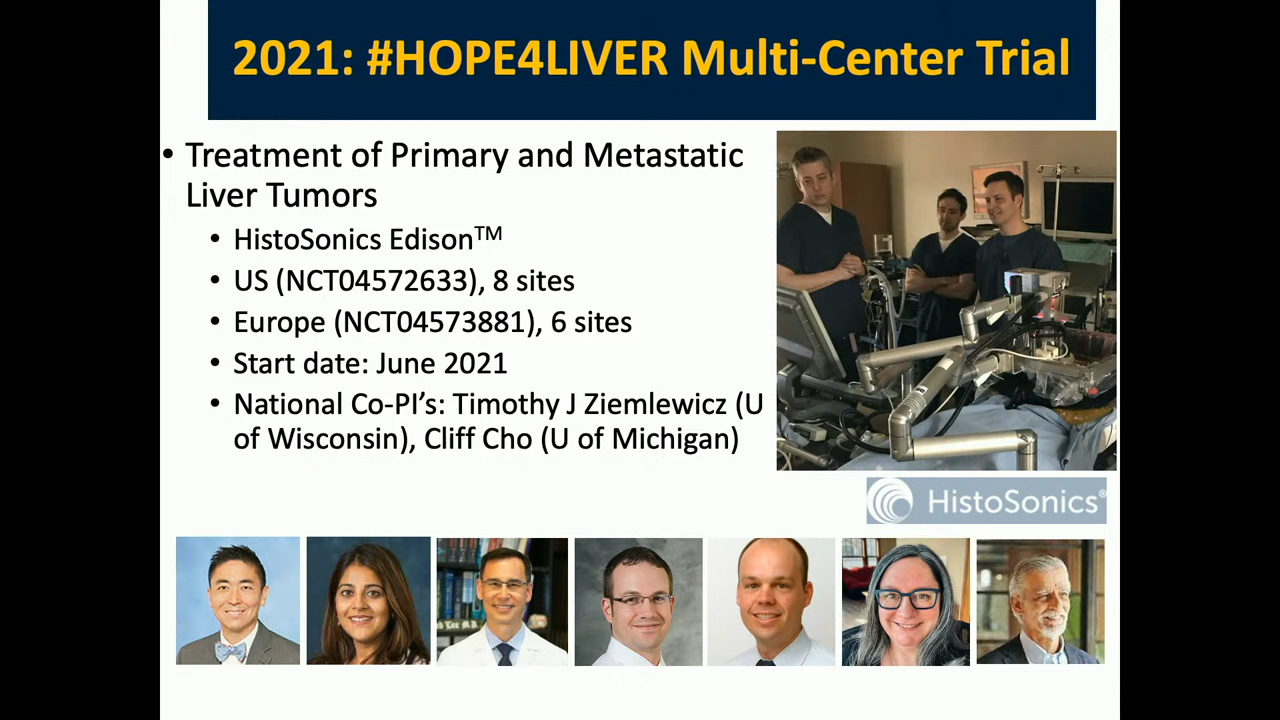 2021: #HOPE4LIVER Multi-Center Trial
• Treatment of Primary and Metastatic
Liver Tumors
• HistoSonics Edison™
• US (NCT04572633), 8 sites
• Europe (NCT04573881), 6 sites
• Start date: June 2021
• National Co-PI’s: Timothy J Ziemlewicz (U
of Wisconsin), Cliff Cho (U of Michigan)
HistoSonics®